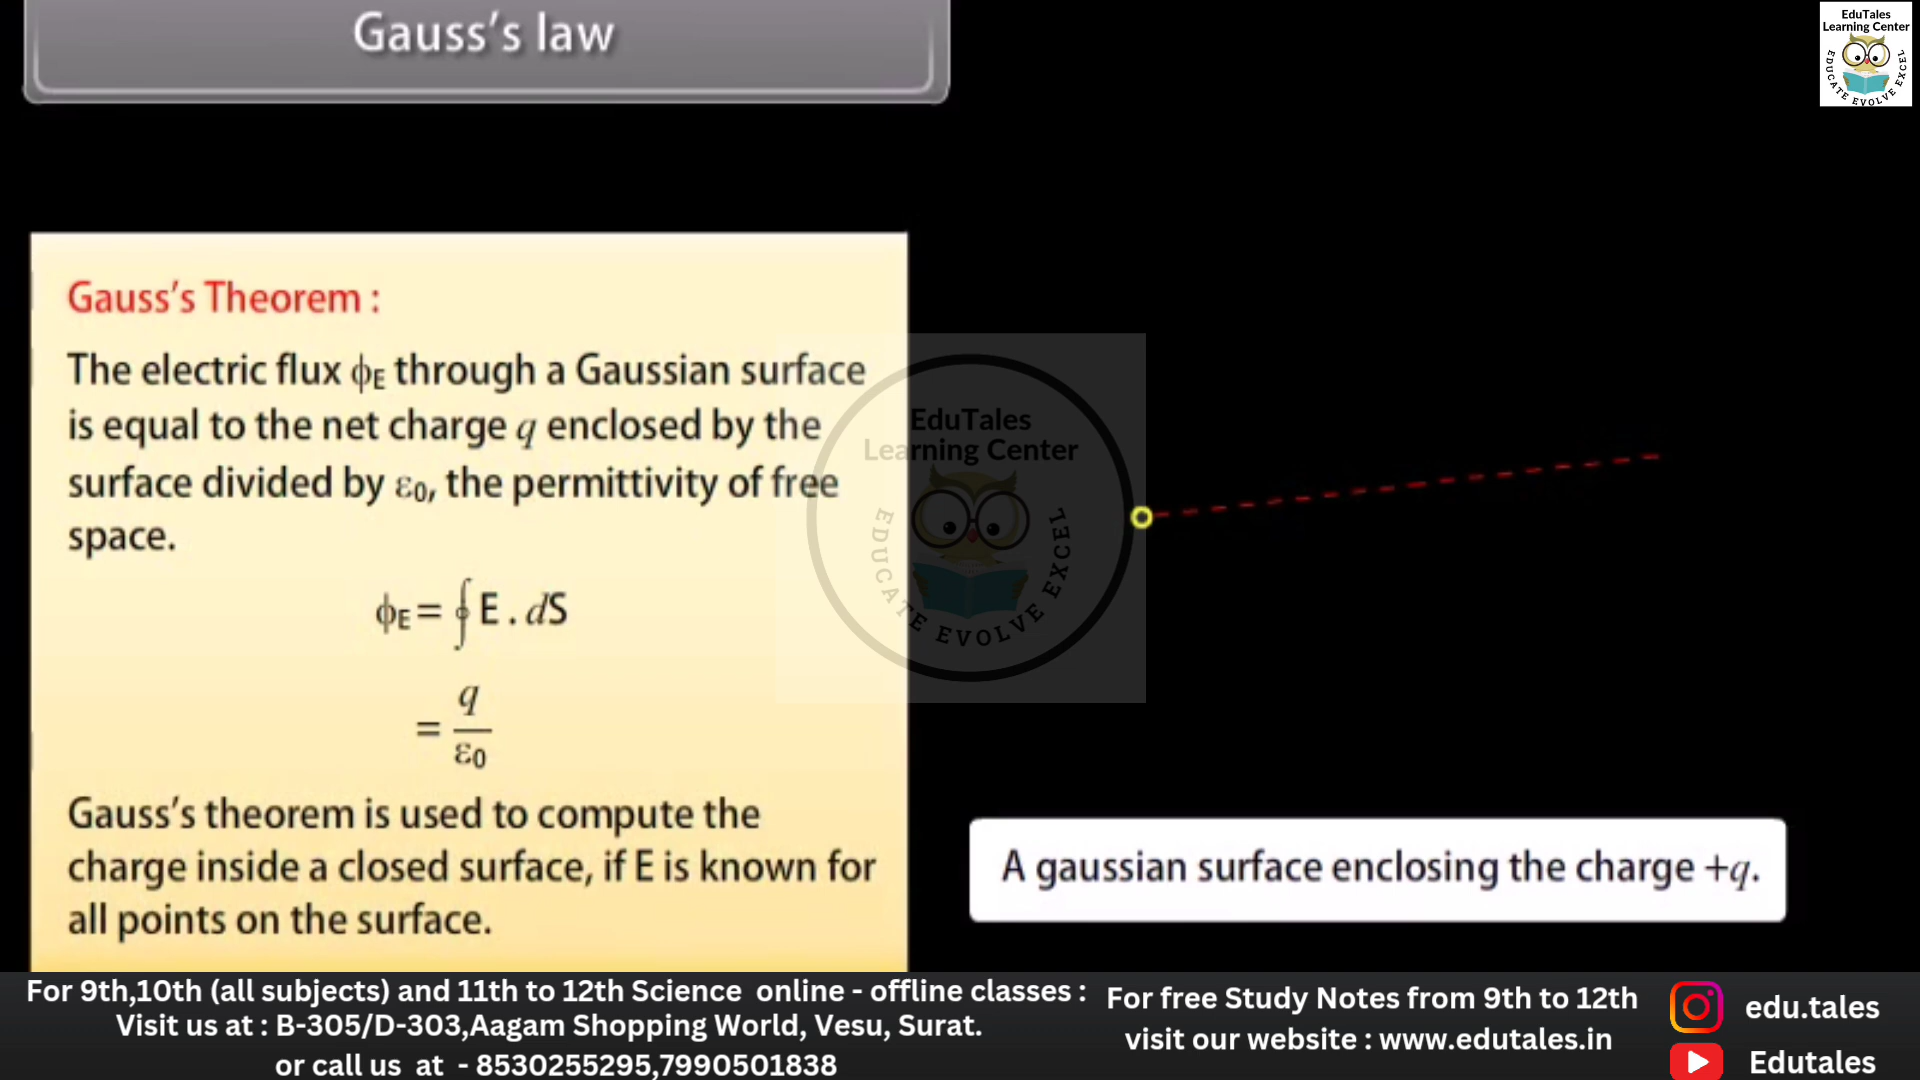 Gauss's law
EduTales
Learning Center
EDUCATE EVOLVE EXCEL
Gauss's Theorem :
The electric flux ϕE through a Gaussian surface
is equal to the net charge q enclosed by the
surface divided by ε0, the permittivity of free
space.
ϕE = ∮ E . dS
= q/ε0
Gauss's theorem is used to compute the
charge inside a closed surface, if E is known for
all points on the surface.
EduTales
Learning Center
EDUCATE EVOLVE EXCEL
A gaussian surface enclosing the charge +q.
For 9th,10th (all subjects) and 11th to 12th Science online - offline classes :
Visit us at : B-305/D-303,Aagam Shopping World, Vesu, Surat.
or call us at - 8530255295,7990501838
For free Study Notes from 9th to 12th
visit our website : www.edutales.in
edu.tales
Edutales